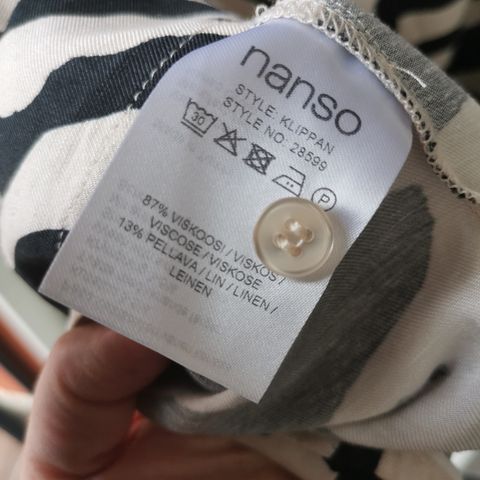 nanso
STYLE: KLIPPAN
STYLE NO: 28599
30
P
87% VISKOOSI / VISKOS /
VISCOSE / VISKOSE
13% PELLAVA / LIN / LINEN /
LEINEN